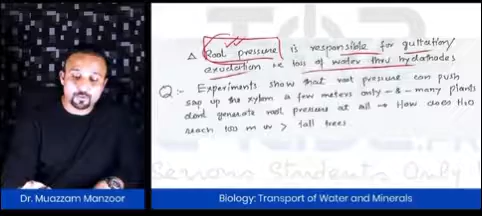 △ Root pressure is responsible for guttation/
exudation i.e loss of water thru hydathodes
Q:- Experiments show that root pressure can push
sap up the xylem a few meters only - & - many plants
dont generate root pressure at all → How does H2O
reach 100 m or > tall trees.
Serious Students Only
Dr. Muazzam Manzoor
Biology: Transport of Water and Minerals